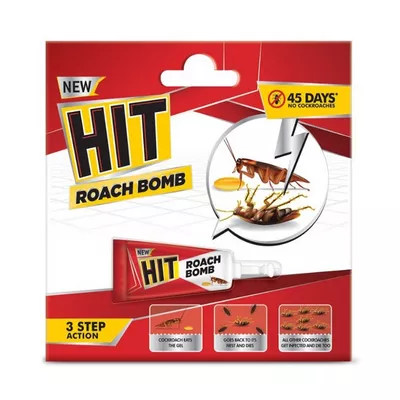 NEW
HIT
ROACH BOMB
45 DAYS*
NO COCKROACHES
NEW
HIT
ROACH
BOMB
3 STEP
ACTION
COCKROACH EATS
THE GEL
GOES BACK TO ITS
NEST AND DIES
ALL OTHER COCKROACHES
GET INFECTED AND DIE TOO